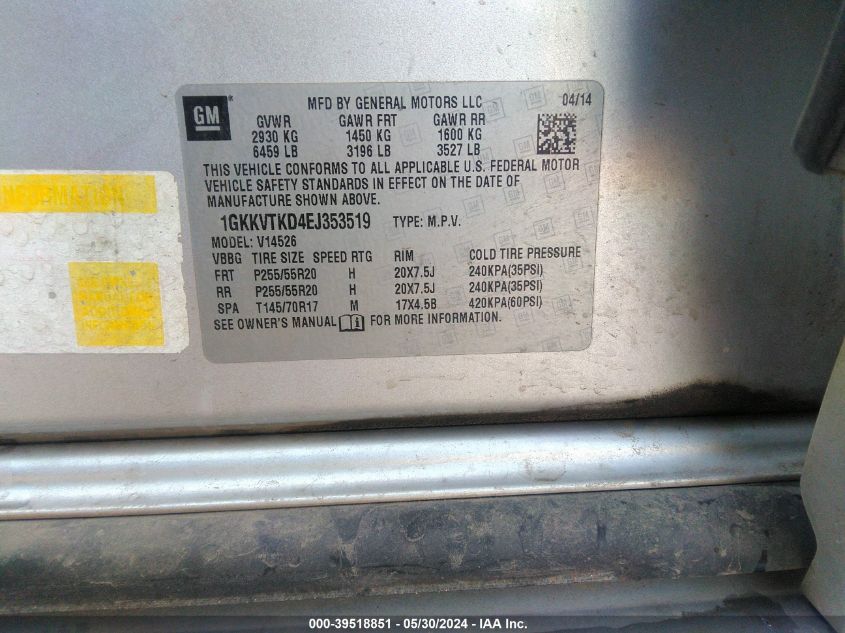 GM
MFD BY GENERAL MOTORS LLC 04/14
GVWR GAWR FRT GAWR RR
2930 KG 1450 KG 1600 KG
6459 LB 3196 LB 3527 LB
THIS VEHICLE CONFORMS TO ALL APPLICABLE U.S. FEDERAL MOTOR
VEHICLE SAFETY STANDARDS IN EFFECT ON THE DATE OF
MANUFACTURE SHOWN ABOVE.
1GKKVTKD4EJ353519 TYPE: M.P.V.
MODEL: V14526
VBBG TIRE SIZE SPEED RTG RIM COLD TIRE PRESSURE
FRT P255/55R20 H 20X7.5J 240KPA(35PSI)
RR P255/55R20 H 20X7.5J 240KPA(35PSI)
SPA T145/70R17 M 17X4.5B 420KPA(60PSI)
SEE OWNER'S MANUAL FOR MORE INFORMATION.
INFORMATION
000-39518851 - 05/30/2024 - IAA Inc.